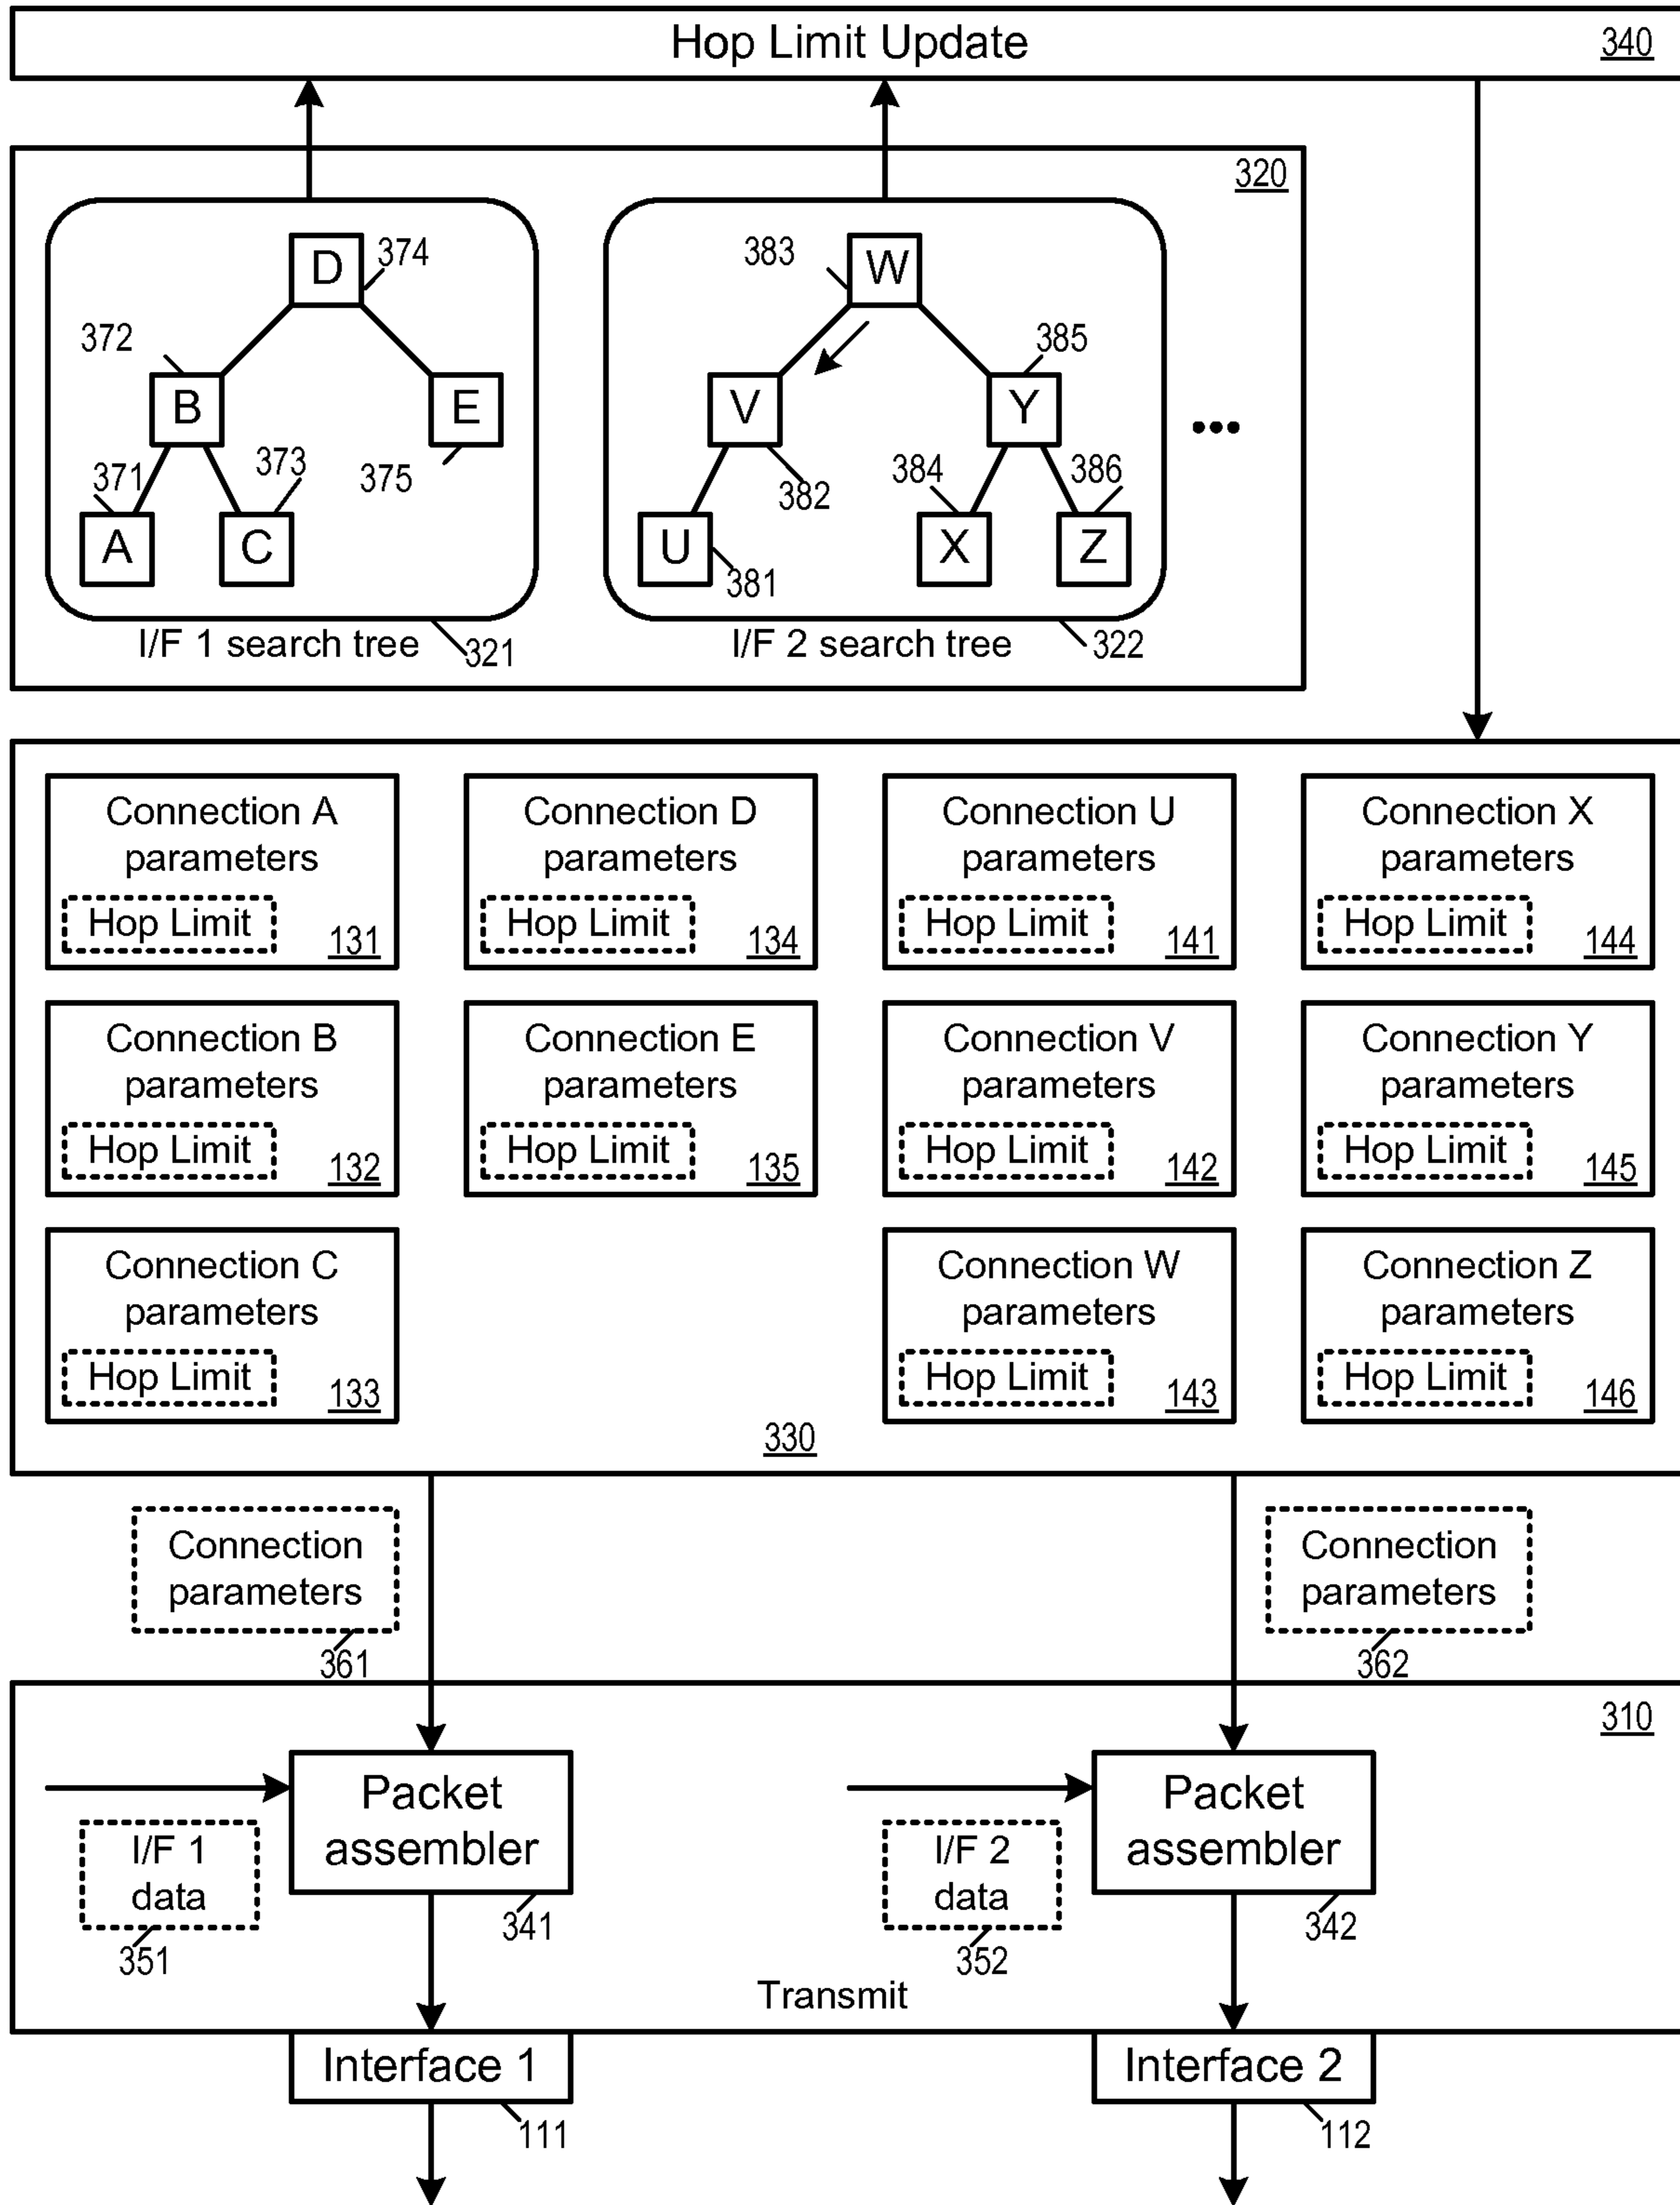 Hop Limit Update 340
320
D 374
383 W
372
385
B E
V Y
371 373 375
382 384 386
A C
U X Z
381
•••
I/F 1 search tree 321
I/F 2 search tree 322
Connection A
parameters
Hop Limit 131
Connection D
parameters
Hop Limit 134
Connection U
parameters
Hop Limit 141
Connection X
parameters
Hop Limit 144
Connection B
parameters
Hop Limit 132
Connection E
parameters
Hop Limit 135
Connection V
parameters
Hop Limit 142
Connection Y
parameters
Hop Limit 145
Connection C
parameters
Hop Limit 133
Connection W
parameters
Hop Limit 143
Connection Z
parameters
Hop Limit 146
330
Connection
parameters
361
Connection
parameters
362
310
Packet
assembler
341
I/F 1
data
351
Packet
assembler
342
I/F 2
data
352
Transmit
Interface 1
111
Interface 2
112